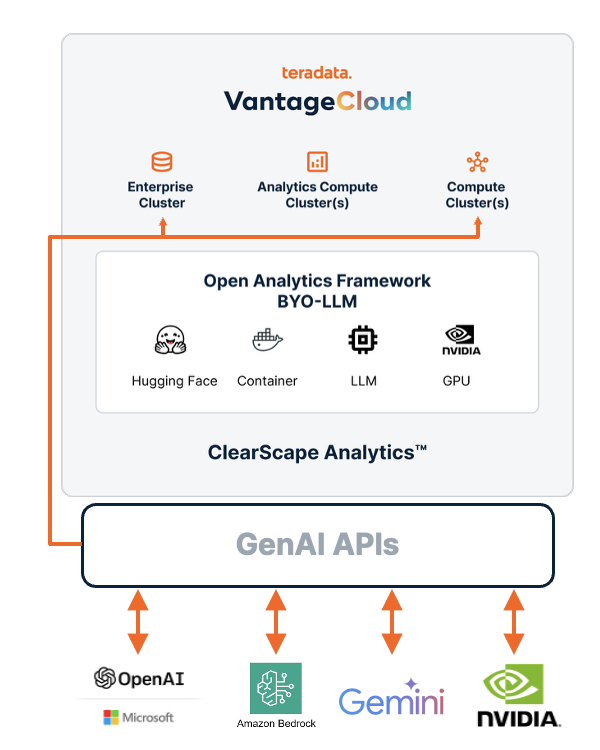 teradata.
VantageCloud
Enterprise
Cluster
Analytics Compute
Cluster(s)
Compute
Cluster(s)
Open Analytics Framework
BYO-LLM
NVIDIA
Hugging Face
Container
LLM
GPU
ClearScape Analytics™
GenAI APIs
OpenAI
Microsoft
Amazon Bedrock
Gemini
NVIDIA.